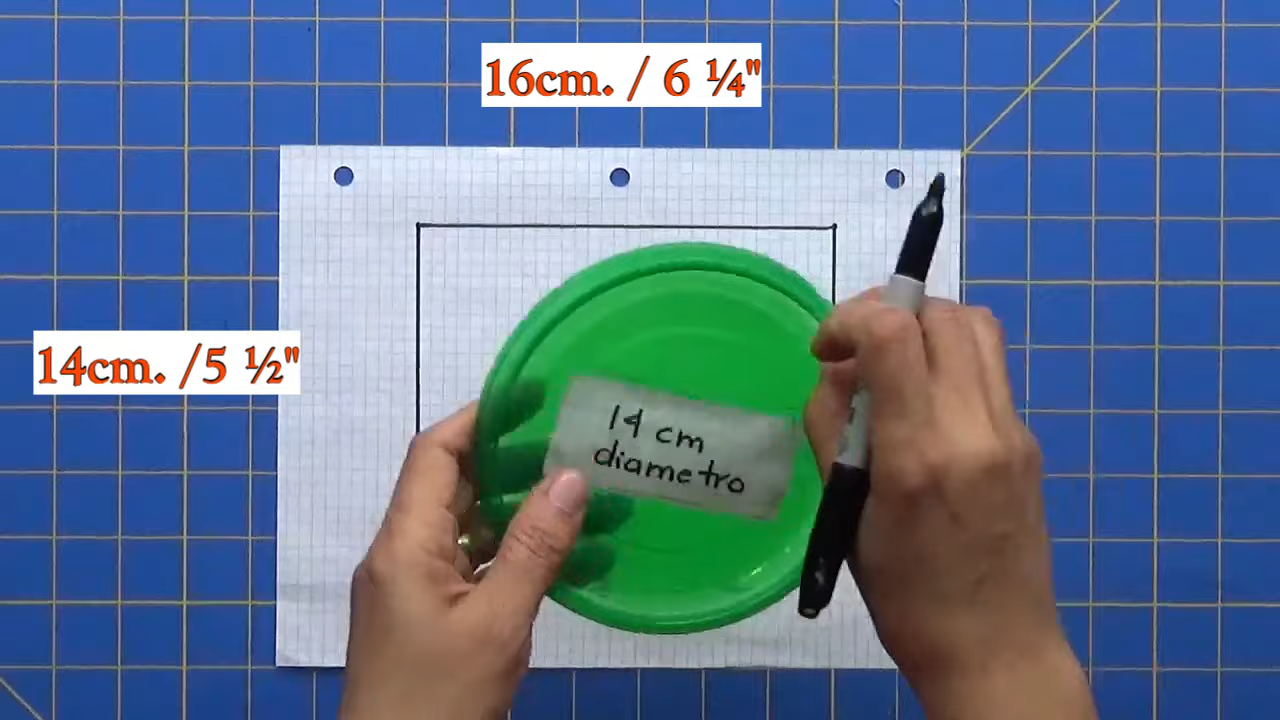 16cm. / 6 ¼"
14cm. /5 ½"
14 cm
diametro